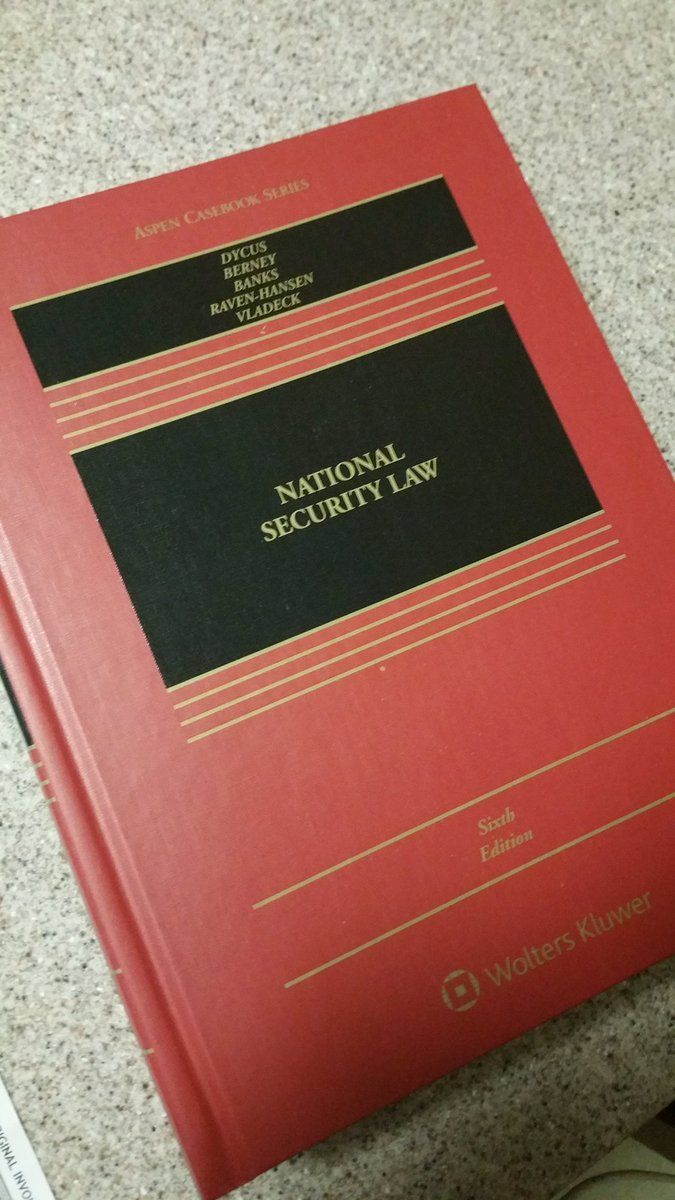 ASPEN CASEBOOK SERIES
DYCUS
BERNEY
BANKS
RAVEN-HANSEN
VLADECK
NATIONAL
SECURITY LAW
Sixth
Edition
Wolters Kluwer